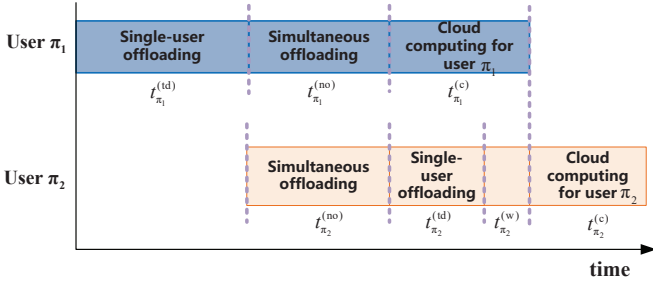 User π₁
Single-user
offloading
Simultaneous
offloading
Cloud
computing for
user π₁
t_{π₁}^{(td)}
t_{π₁}^{(no)}
t_{π₁}^{(c)}
User π₂
Simultaneous
offloading
Single-
user
offloading
Cloud
computing
for user π₂
t_{π₂}^{(no)}
t_{π₂}^{(td)}
t_{π₂}^{(w)}
t_{π₂}^{(c)}
time